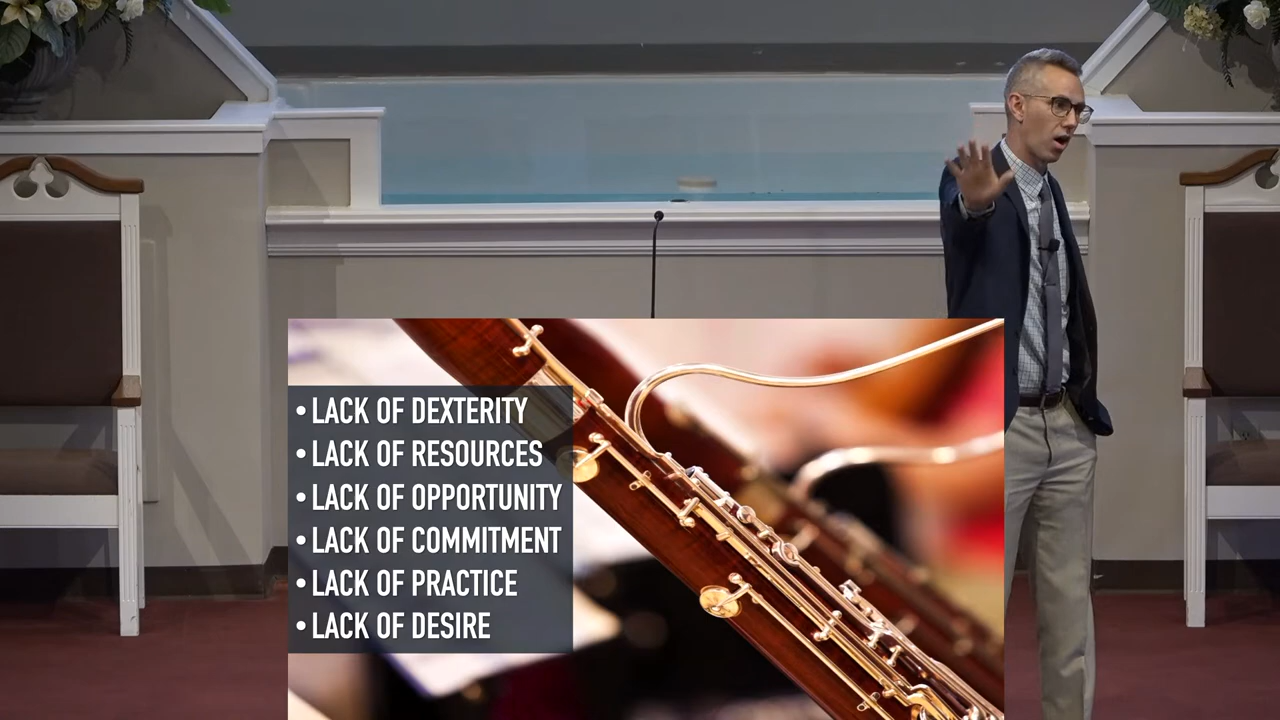 • LACK OF DEXTERITY
• LACK OF RESOURCES
• LACK OF OPPORTUNITY
• LACK OF COMMITMENT
• LACK OF PRACTICE
• LACK OF DESIRE